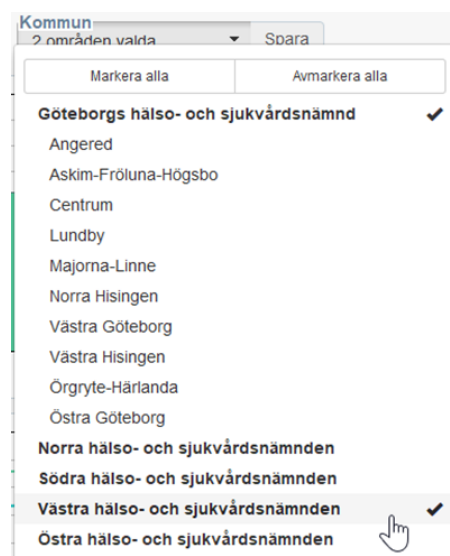 Kommun
2 områden valda Spara
Markera alla Avmarkera alla
Göteborgs hälso- och sjukvårdsnämnd
Angered
Askim-Fröluna-Högsbo
Centrum
Lundby
Majorna-Linne
Norra Hisingen
Västra Göteborg
Västra Hisingen
Örgryte-Härlanda
Östra Göteborg
Norra hälso- och sjukvårdsnämnden
Södra hälso- och sjukvårdsnämnden
Västra hälso- och sjukvårdsnämnden
Östra hälso- och sjukvårdsnämnden